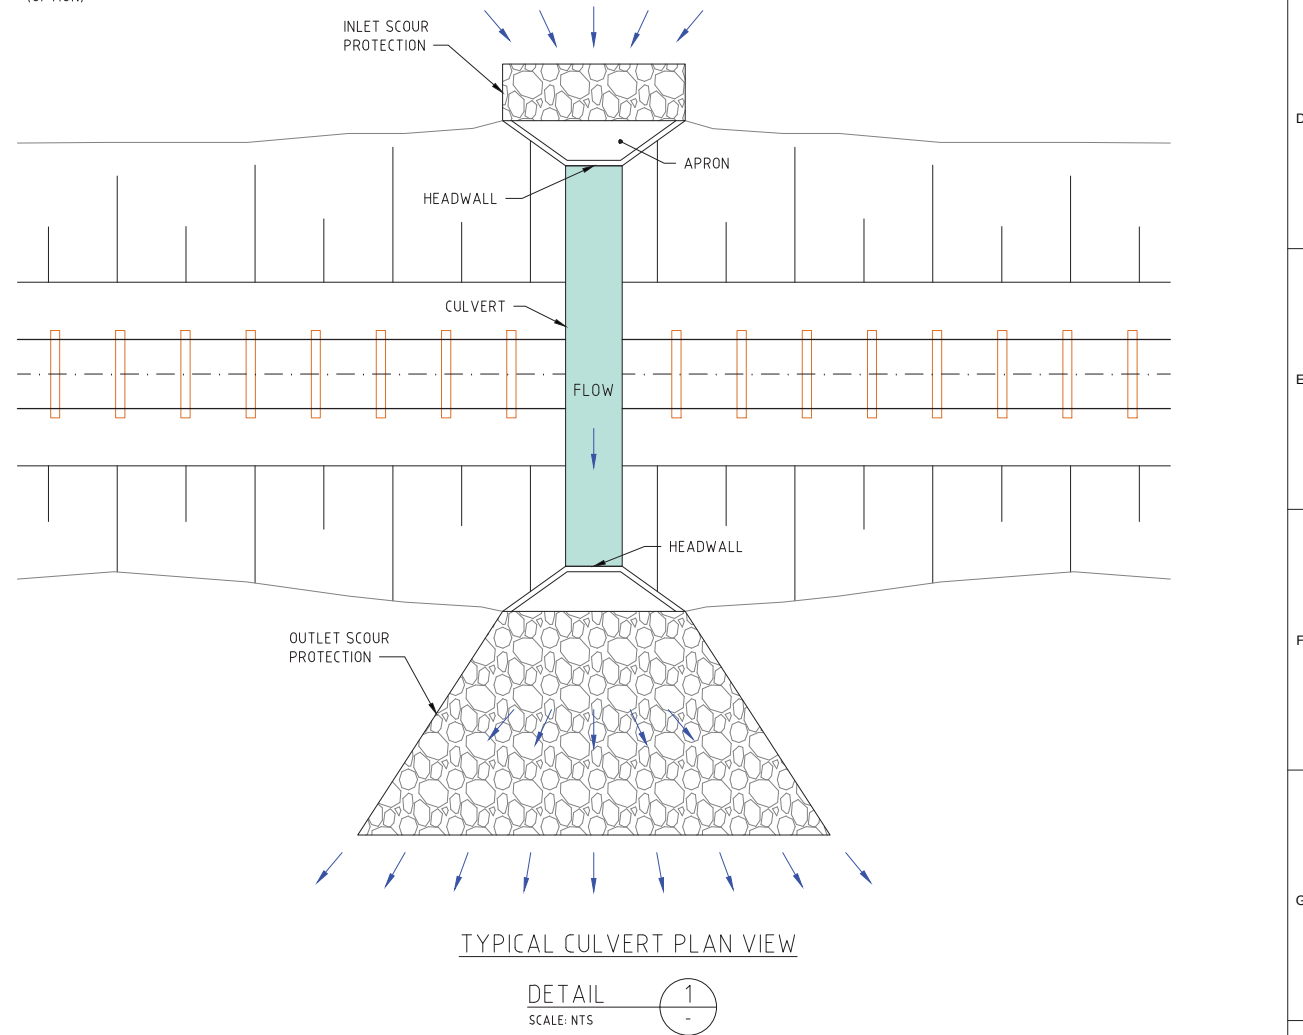 INLET SCOUR
PROTECTION
D
APRON
HEADWALL
CULVERT
E
FLOW
HEADWALL
OUTLET SCOUR
PROTECTION
F
G
TYPICAL CULVERT PLAN VIEW
DETAIL 1
SCALE: NTS -